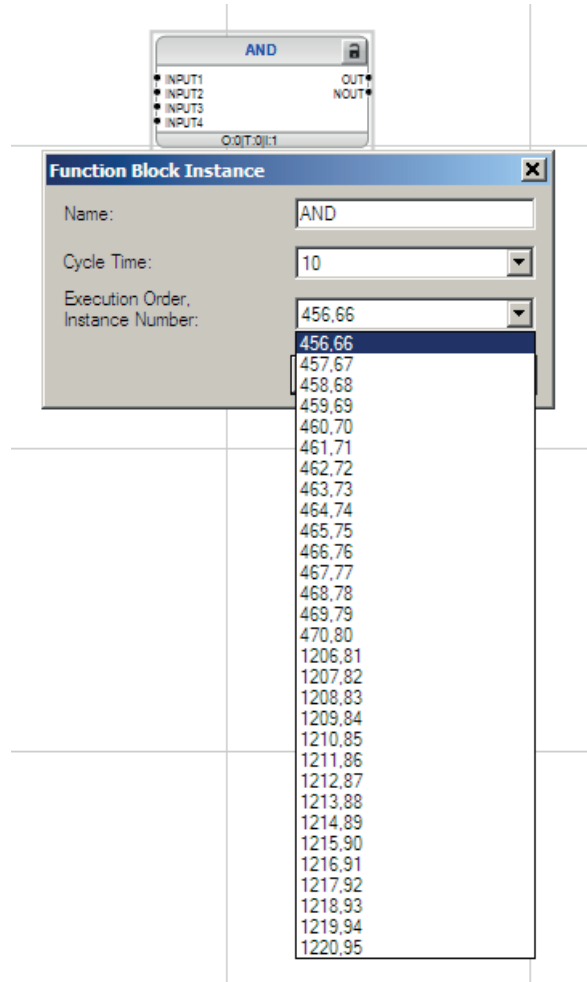 AND
INPUT1 OUT
INPUT2 NOUT
INPUT3
INPUT4
O:0|T:0|I:1
Function Block Instance
Name: AND
Cycle Time: 10
Execution Order,
Instance Number: 456,66
456,66
457,67
458,68
459,69
460,70
461,71
462,72
463,73
464,74
465,75
466,76
467,77
468,78
469,79
470,80
1206,81
1207,82
1208,83
1209,84
1210,85
1211,86
1212,87
1213,88
1214,89
1215,90
1216,91
1217,92
1218,93
1219,94
1220,95